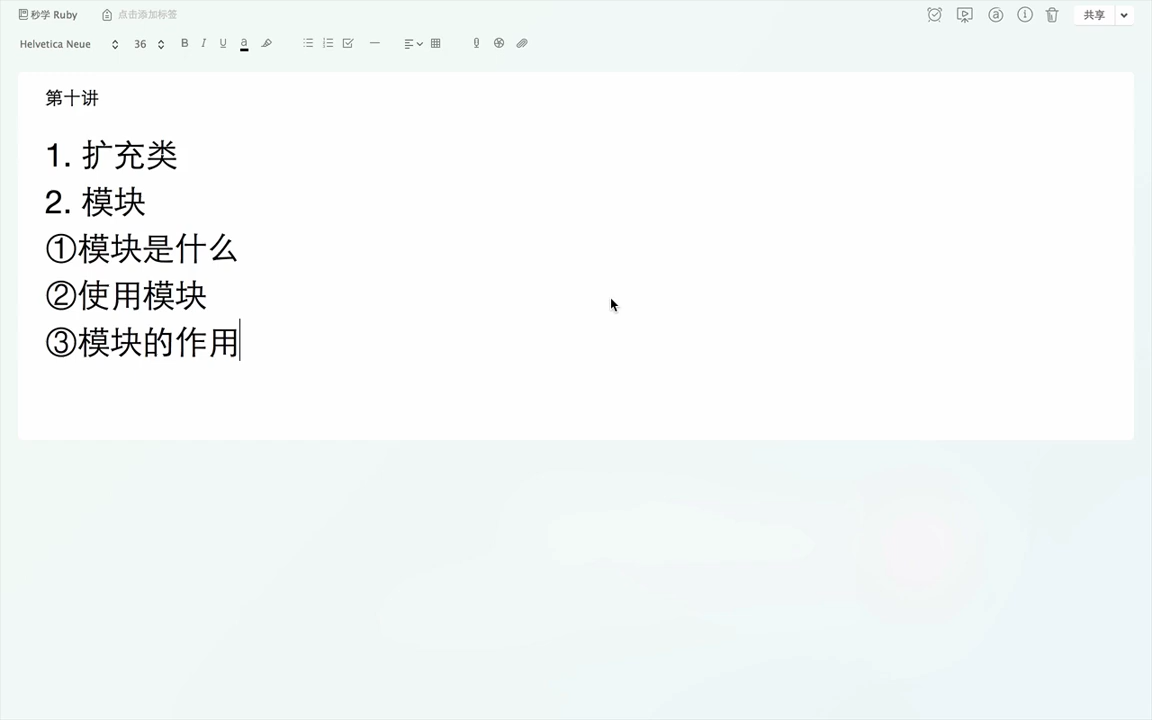 秒学 Ruby 点击添加标签 共享
Helvetica Neue 36 B I U a
第十讲
1. 扩充类
2. 模块
①模块是什么
②使用模块
③模块的作用